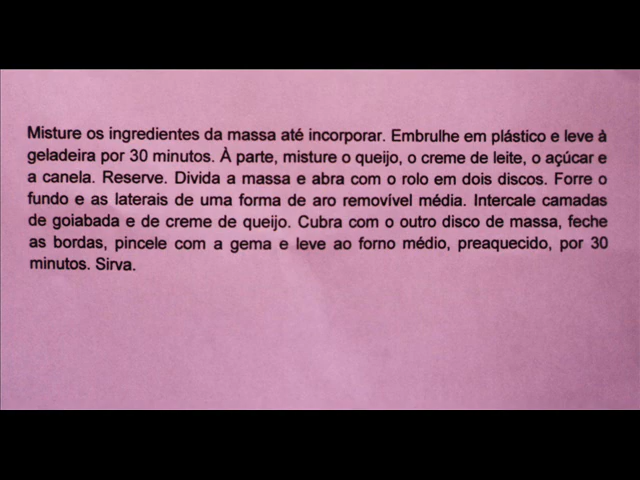 Misture os ingredientes da massa até incorporar. Embrulhe em plástico e leve à
geladeira por 30 minutos. À parte, misture o queijo, o creme de leite, o açúcar e
a canela. Reserve. Divida a massa e abra com o rolo em dois discos. Forre o
fundo e as laterais de uma forma de aro removível média. Intercale camadas
de goiabada e de creme de queijo. Cubra com o outro disco de massa, feche
as bordas, pincele com a gema e leve ao forno médio, preaquecido, por 30
minutos. Sirva.